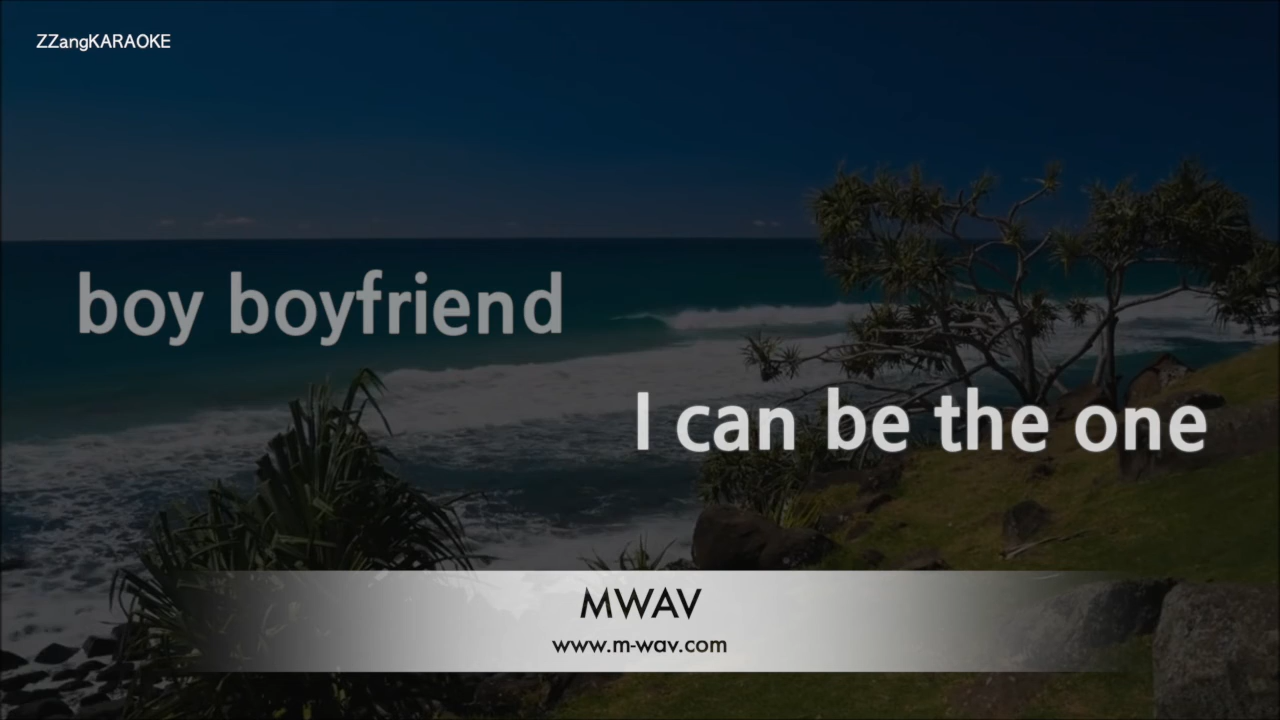 ZZangKARAOKE
boy boyfriend
I can be the one
MWAV
www.m-wav.com